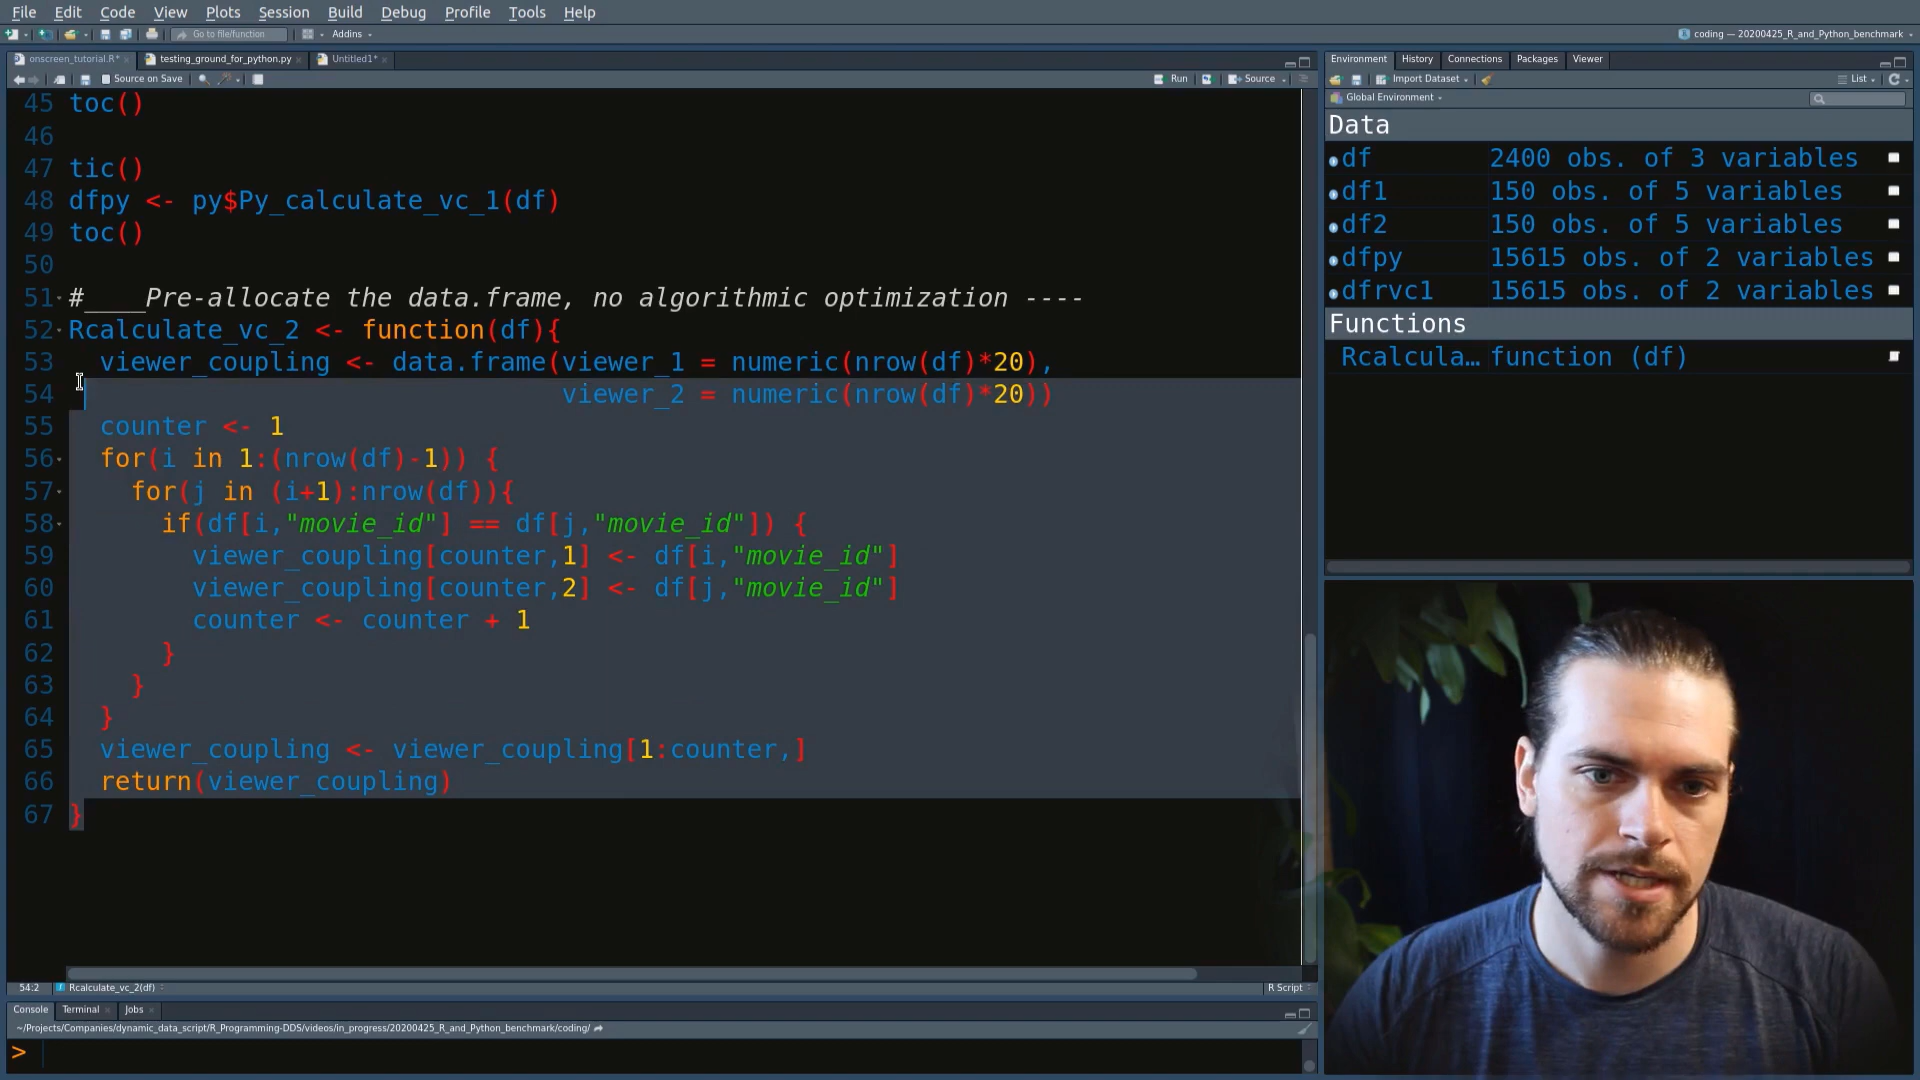 File Edit Code View Plots Session Build Debug Profile Tools Help
Go to file/function Addins coding — 20200425_R_and_Python_benchmark
onscreen_tutorial.R* testing_ground_for_python.py Untitled1*
Source on Save Run Source
45 toc()
46
47 tic()
48 dfpy <- py$Py_calculate_vc_1(df)
49 toc()
50
51 #____Pre-allocate the data.frame, no algorithmic optimization ----
52 Rcalculate_vc_2 <- function(df){
53 viewer_coupling <- data.frame(viewer_1 = numeric(nrow(df)*20),
54 viewer_2 = numeric(nrow(df)*20))
55 counter <- 1
56 for(i in 1:(nrow(df)-1)) {
57 for(j in (i+1):nrow(df)){
58 if(df[i,"movie_id"] == df[j,"movie_id"]) {
59 viewer_coupling[counter,1] <- df[i,"movie_id"]
60 viewer_coupling[counter,2] <- df[j,"movie_id"]
61 counter <- counter + 1
62 }
63 }
64 }
65 viewer_coupling <- viewer_coupling[1:counter,]
66 return(viewer_coupling)
67 }
54:2 Rcalculate_vc_2(df) R Script
Console Terminal Jobs
~/Projects/Companies/dynamic_data_script/R_Programming-DDS/videos/in_progress/20200425_R_and_Python_benchmark/coding/
>
Environment History Connections Packages Viewer
Import Dataset List
Global Environment
Data
df 2400 obs. of 3 variables
df1 150 obs. of 5 variables
df2 150 obs. of 5 variables
dfpy 15615 obs. of 2 variables
dfrvc1 15615 obs. of 2 variables
Functions
Rcalcula… function (df)